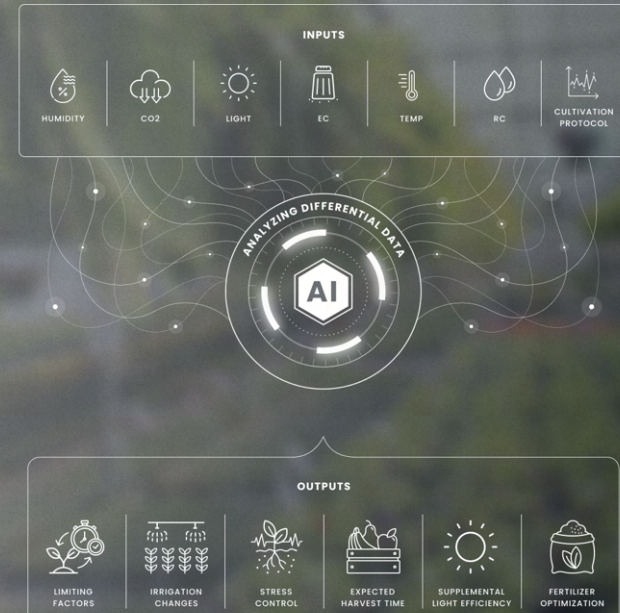 INPUTS
HUMIDITY
CO2
LIGHT
EC
TEMP
RC
CULTIVATION
PROTOCOL
ANALYZING DIFFERENTIAL DATA
AI
OUTPUTS
LIMITING
FACTORS
IRRIGATION
CHANGES
STRESS
CONTROL
EXPECTED
HARVEST TIME
SUPPLEMENTAL
LIGHT EFFICIENCY
FERTILIZER
OPTIMIZATION